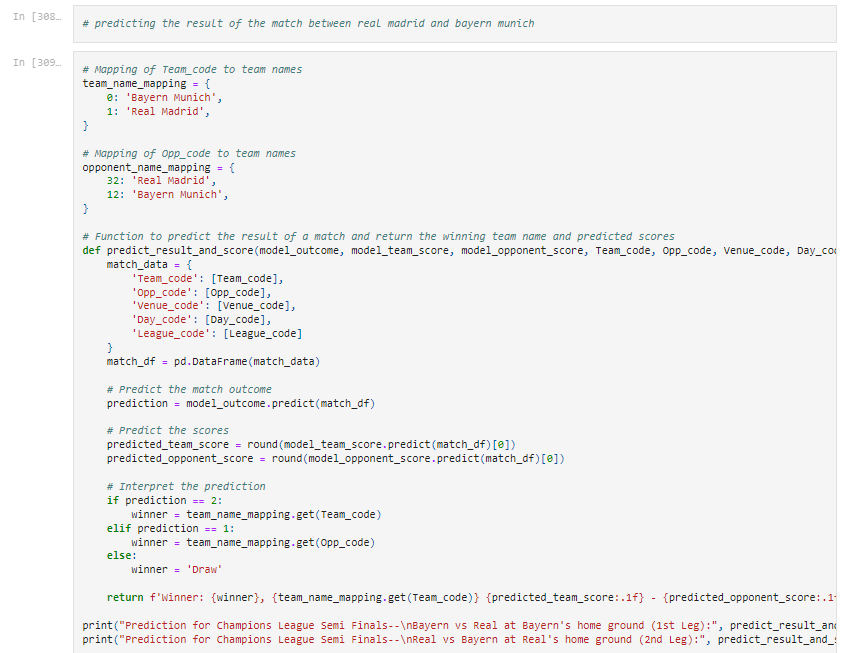 In [308…
# predicting the result of the match between real madrid and bayern munich
In [309…
# Mapping of Team_code to team names
team_name_mapping = {
    0: 'Bayern Munich',
    1: 'Real Madrid',
}
# Mapping of Opp_code to team names
opponent_name_mapping = {
    32: 'Real Madrid',
    12: 'Bayern Munich',
}
# Function to predict the result of a match and return the winning team name and predicted scores
def predict_result_and_score(model_outcome, model_team_score, model_opponent_score, Team_code, Opp_code, Venue_code, Day_co
    match_data = {
        'Team_code': [Team_code],
        'Opp_code': [Opp_code],
        'Venue_code': [Venue_code],
        'Day_code': [Day_code],
        'League_code': [League_code]
    }
    match_df = pd.DataFrame(match_data)
    # Predict the match outcome
    prediction = model_outcome.predict(match_df)
    # Predict the scores
    predicted_team_score = round(model_team_score.predict(match_df)[0])
    predicted_opponent_score = round(model_opponent_score.predict(match_df)[0])
    # Interpret the prediction
    if prediction == 2:
        winner = team_name_mapping.get(Team_code)
    elif prediction == 1:
        winner = team_name_mapping.get(Opp_code)
    else:
        winner = 'Draw'
    return f'Winner: {winner}, {team_name_mapping.get(Team_code)} {predicted_team_score:.1f} - {predicted_opponent_score:.1
print("Prediction for Champions League Semi Finals--\nBayern vs Real at Bayern's home ground (1st Leg):", predict_result_an
print("Prediction for Champions League Semi Finals--\nReal vs Bayern at Real's home ground (2nd Leg):", predict_result_and_